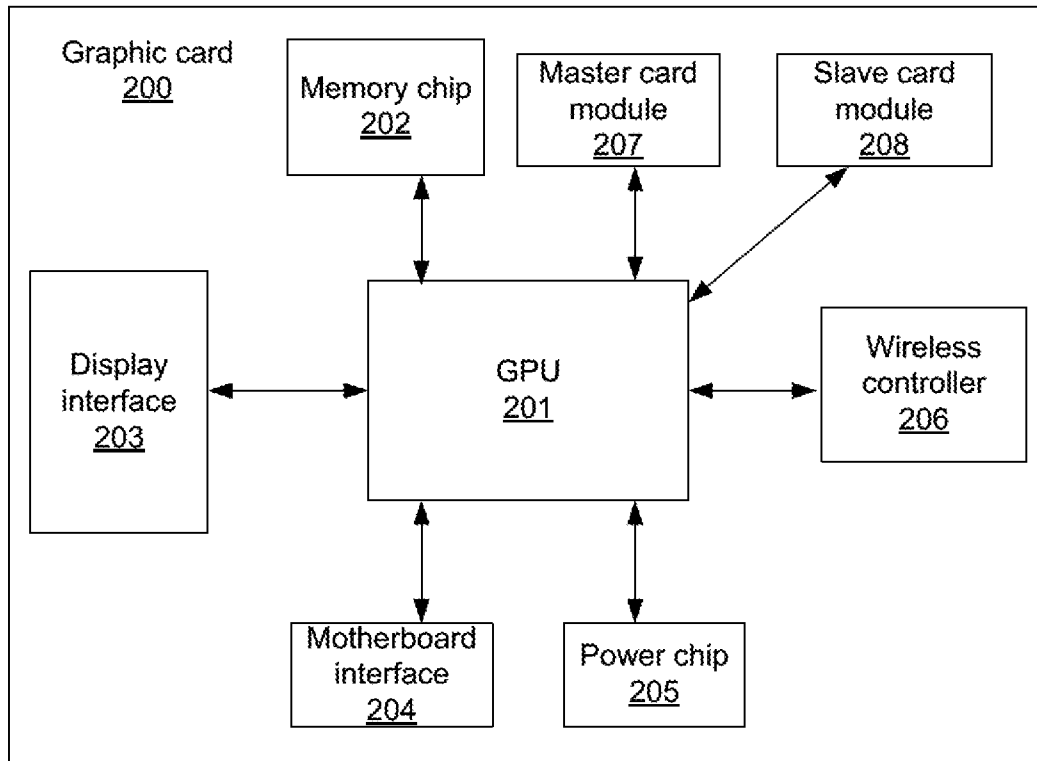 Graphic card
200
Memory chip
202
Master card
module
207
Slave card
module
208
Display
interface
203
GPU
201
Wireless
controller
206
Motherboard
interface
204
Power chip
205